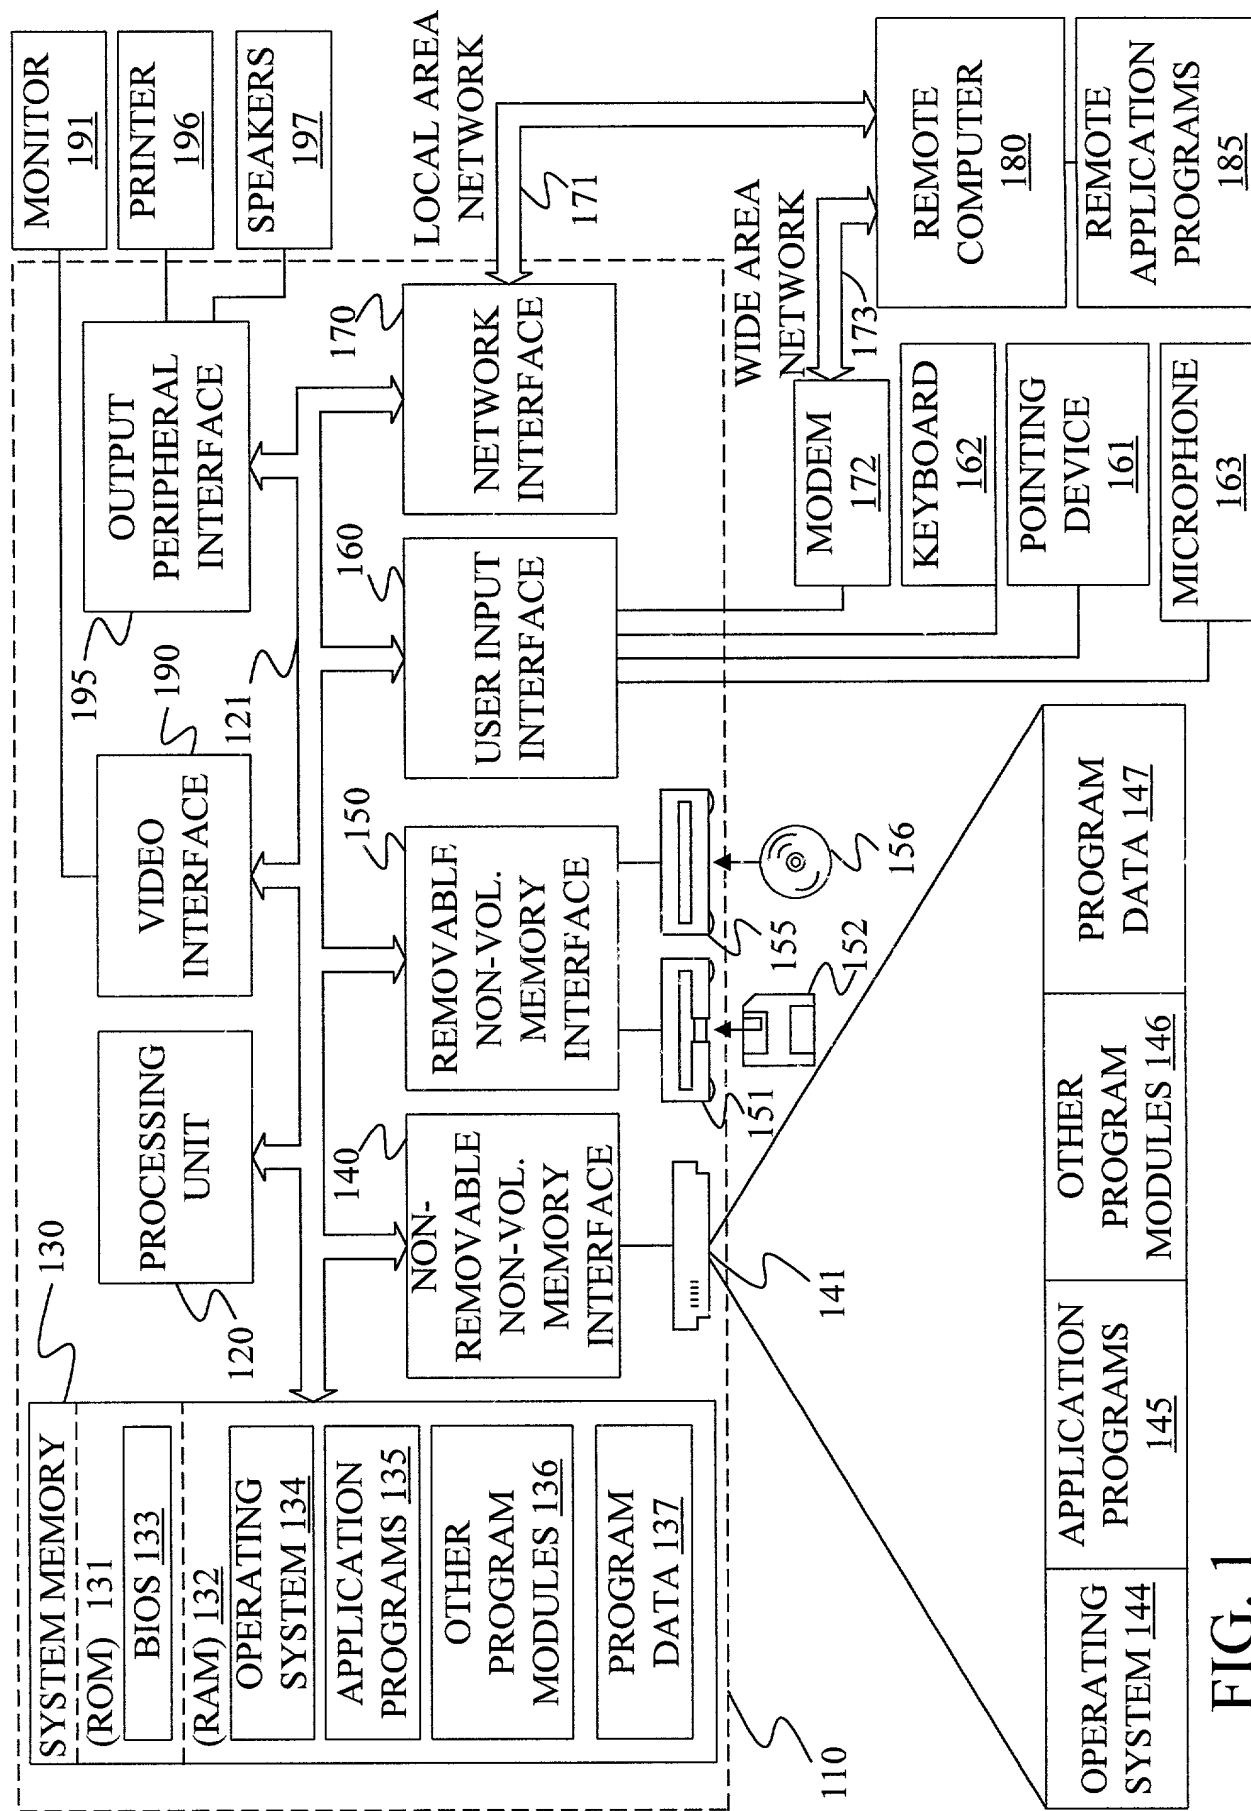 SYSTEM MEMORY
(ROM) 131
BIOS 133
(RAM) 132
OPERATING
SYSTEM 134
APPLICATION
PROGRAMS 135
OTHER
PROGRAM
MODULES 136
PROGRAM
DATA 137
130
120
PROCESSING
UNIT
VIDEO
INTERFACE
190
121
195
OUTPUT
PERIPHERAL
INTERFACE
MONITOR
191
PRINTER
196
SPEAKERS
197
140
NON-
REMOVABLE
NON-VOL.
MEMORY
INTERFACE
150
REMOVABLE
NON-VOL.
MEMORY
INTERFACE
160
USER INPUT
INTERFACE
170
NETWORK
INTERFACE
LOCAL AREA
NETWORK
171
110
141
151
152
155
156
WIDE AREA
NETWORK
173
MODEM
172
KEYBOARD
162
POINTING
DEVICE
161
MICROPHONE
163
REMOTE
COMPUTER
180
REMOTE
APPLICATION
PROGRAMS
185
OPERATING
SYSTEM 144
APPLICATION
PROGRAMS
145
OTHER
PROGRAM
MODULES 146
PROGRAM
DATA 147
FIG. 1